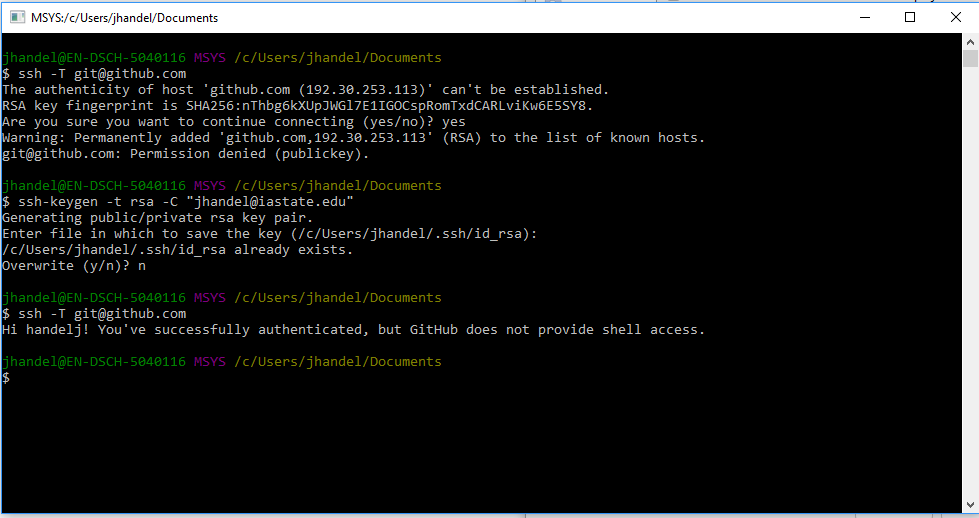 MSYS:/c/Users/jhandel/Documents
jhandel@EN-DSCH-5040116 MSYS /c/Users/jhandel/Documents
$ ssh -T git@github.com
The authenticity of host 'github.com (192.30.253.113)' can't be established.
RSA key fingerprint is SHA256:nThbg6kXUpJWGl7E1IGOCspRomTxdCARLviKw6E5SY8.
Are you sure you want to continue connecting (yes/no)? yes
Warning: Permanently added 'github.com,192.30.253.113' (RSA) to the list of known hosts.
git@github.com: Permission denied (publickey).
jhandel@EN-DSCH-5040116 MSYS /c/Users/jhandel/Documents
$ ssh-keygen -t rsa -C "jhandel@iastate.edu"
Generating public/private rsa key pair.
Enter file in which to save the key (/c/Users/jhandel/.ssh/id_rsa):
/c/Users/jhandel/.ssh/id_rsa already exists.
Overwrite (y/n)? n
jhandel@EN-DSCH-5040116 MSYS /c/Users/jhandel/Documents
$ ssh -T git@github.com
Hi handelj! You've successfully authenticated, but GitHub does not provide shell access.
jhandel@EN-DSCH-5040116 MSYS /c/Users/jhandel/Documents
$